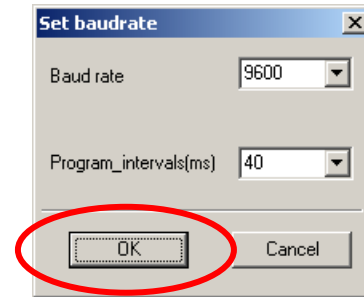 Set baudrate
Baud rate 9600
Program_intervals(ms) 40
OK Cancel